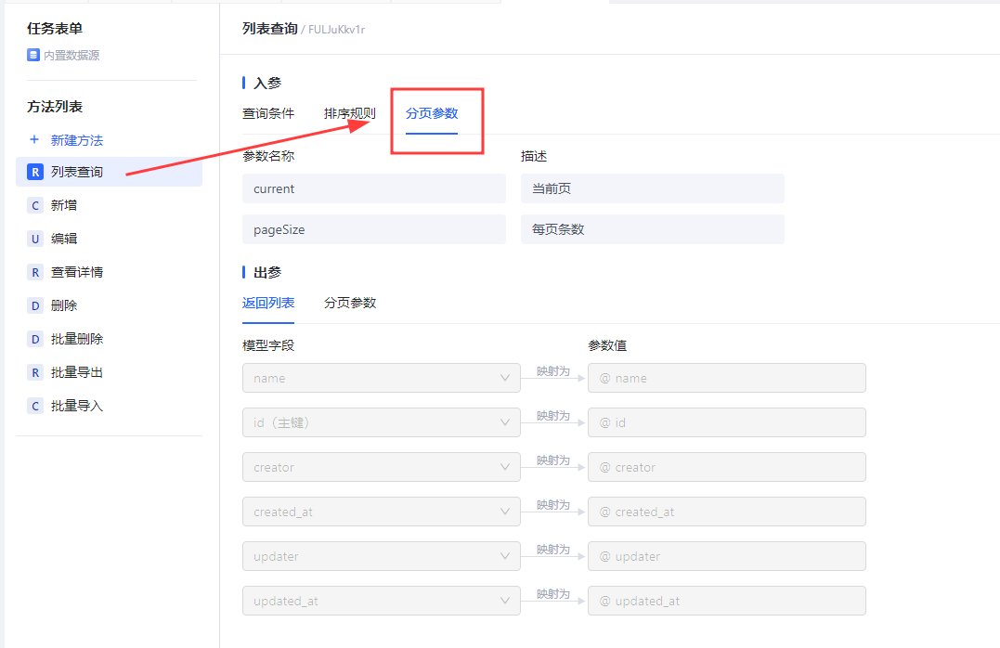 任务表单
内置数据源
方法列表
+ 新建方法
R 列表查询
C 新增
U 编辑
R 查看详情
D 删除
D 批量删除
R 批量导出
C 批量导入
列表查询 / FULJuKkv1r
入参
查询条件 排序规则 分页参数
参数名称 描述
current 当前页
pageSize 每页条数
出参
返回列表 分页参数
模型字段 参数值
name 映射为 @ name
id（主键） 映射为 @ id
creator 映射为 @ creator
created_at 映射为 @ created_at
updater 映射为 @ updater
updated_at 映射为 @ updated_at